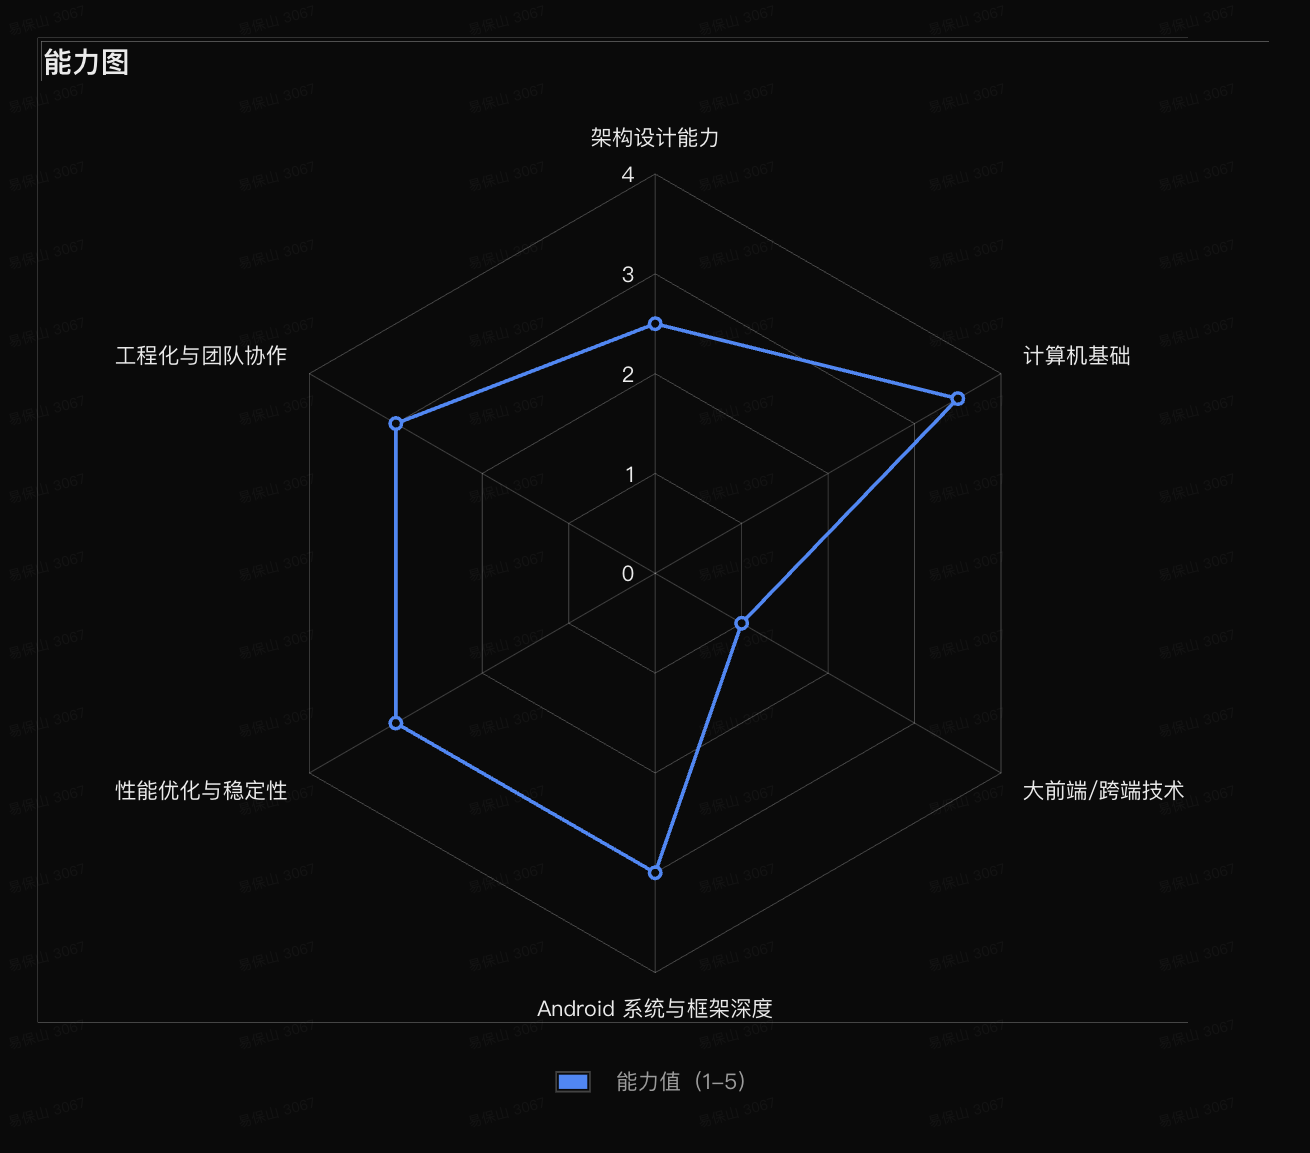 能力图
架构设计能力
4
3
2
1
0
工程化与团队协作
计算机基础
性能优化与稳定性
大前端/跨端技术
Android 系统与框架深度
能力值 (1-5)